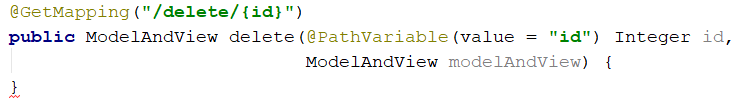 @GetMapping("/delete/{id}")
public ModelAndView delete(@PathVariable(value = "id") Integer id,
                           ModelAndView modelAndView) {
}